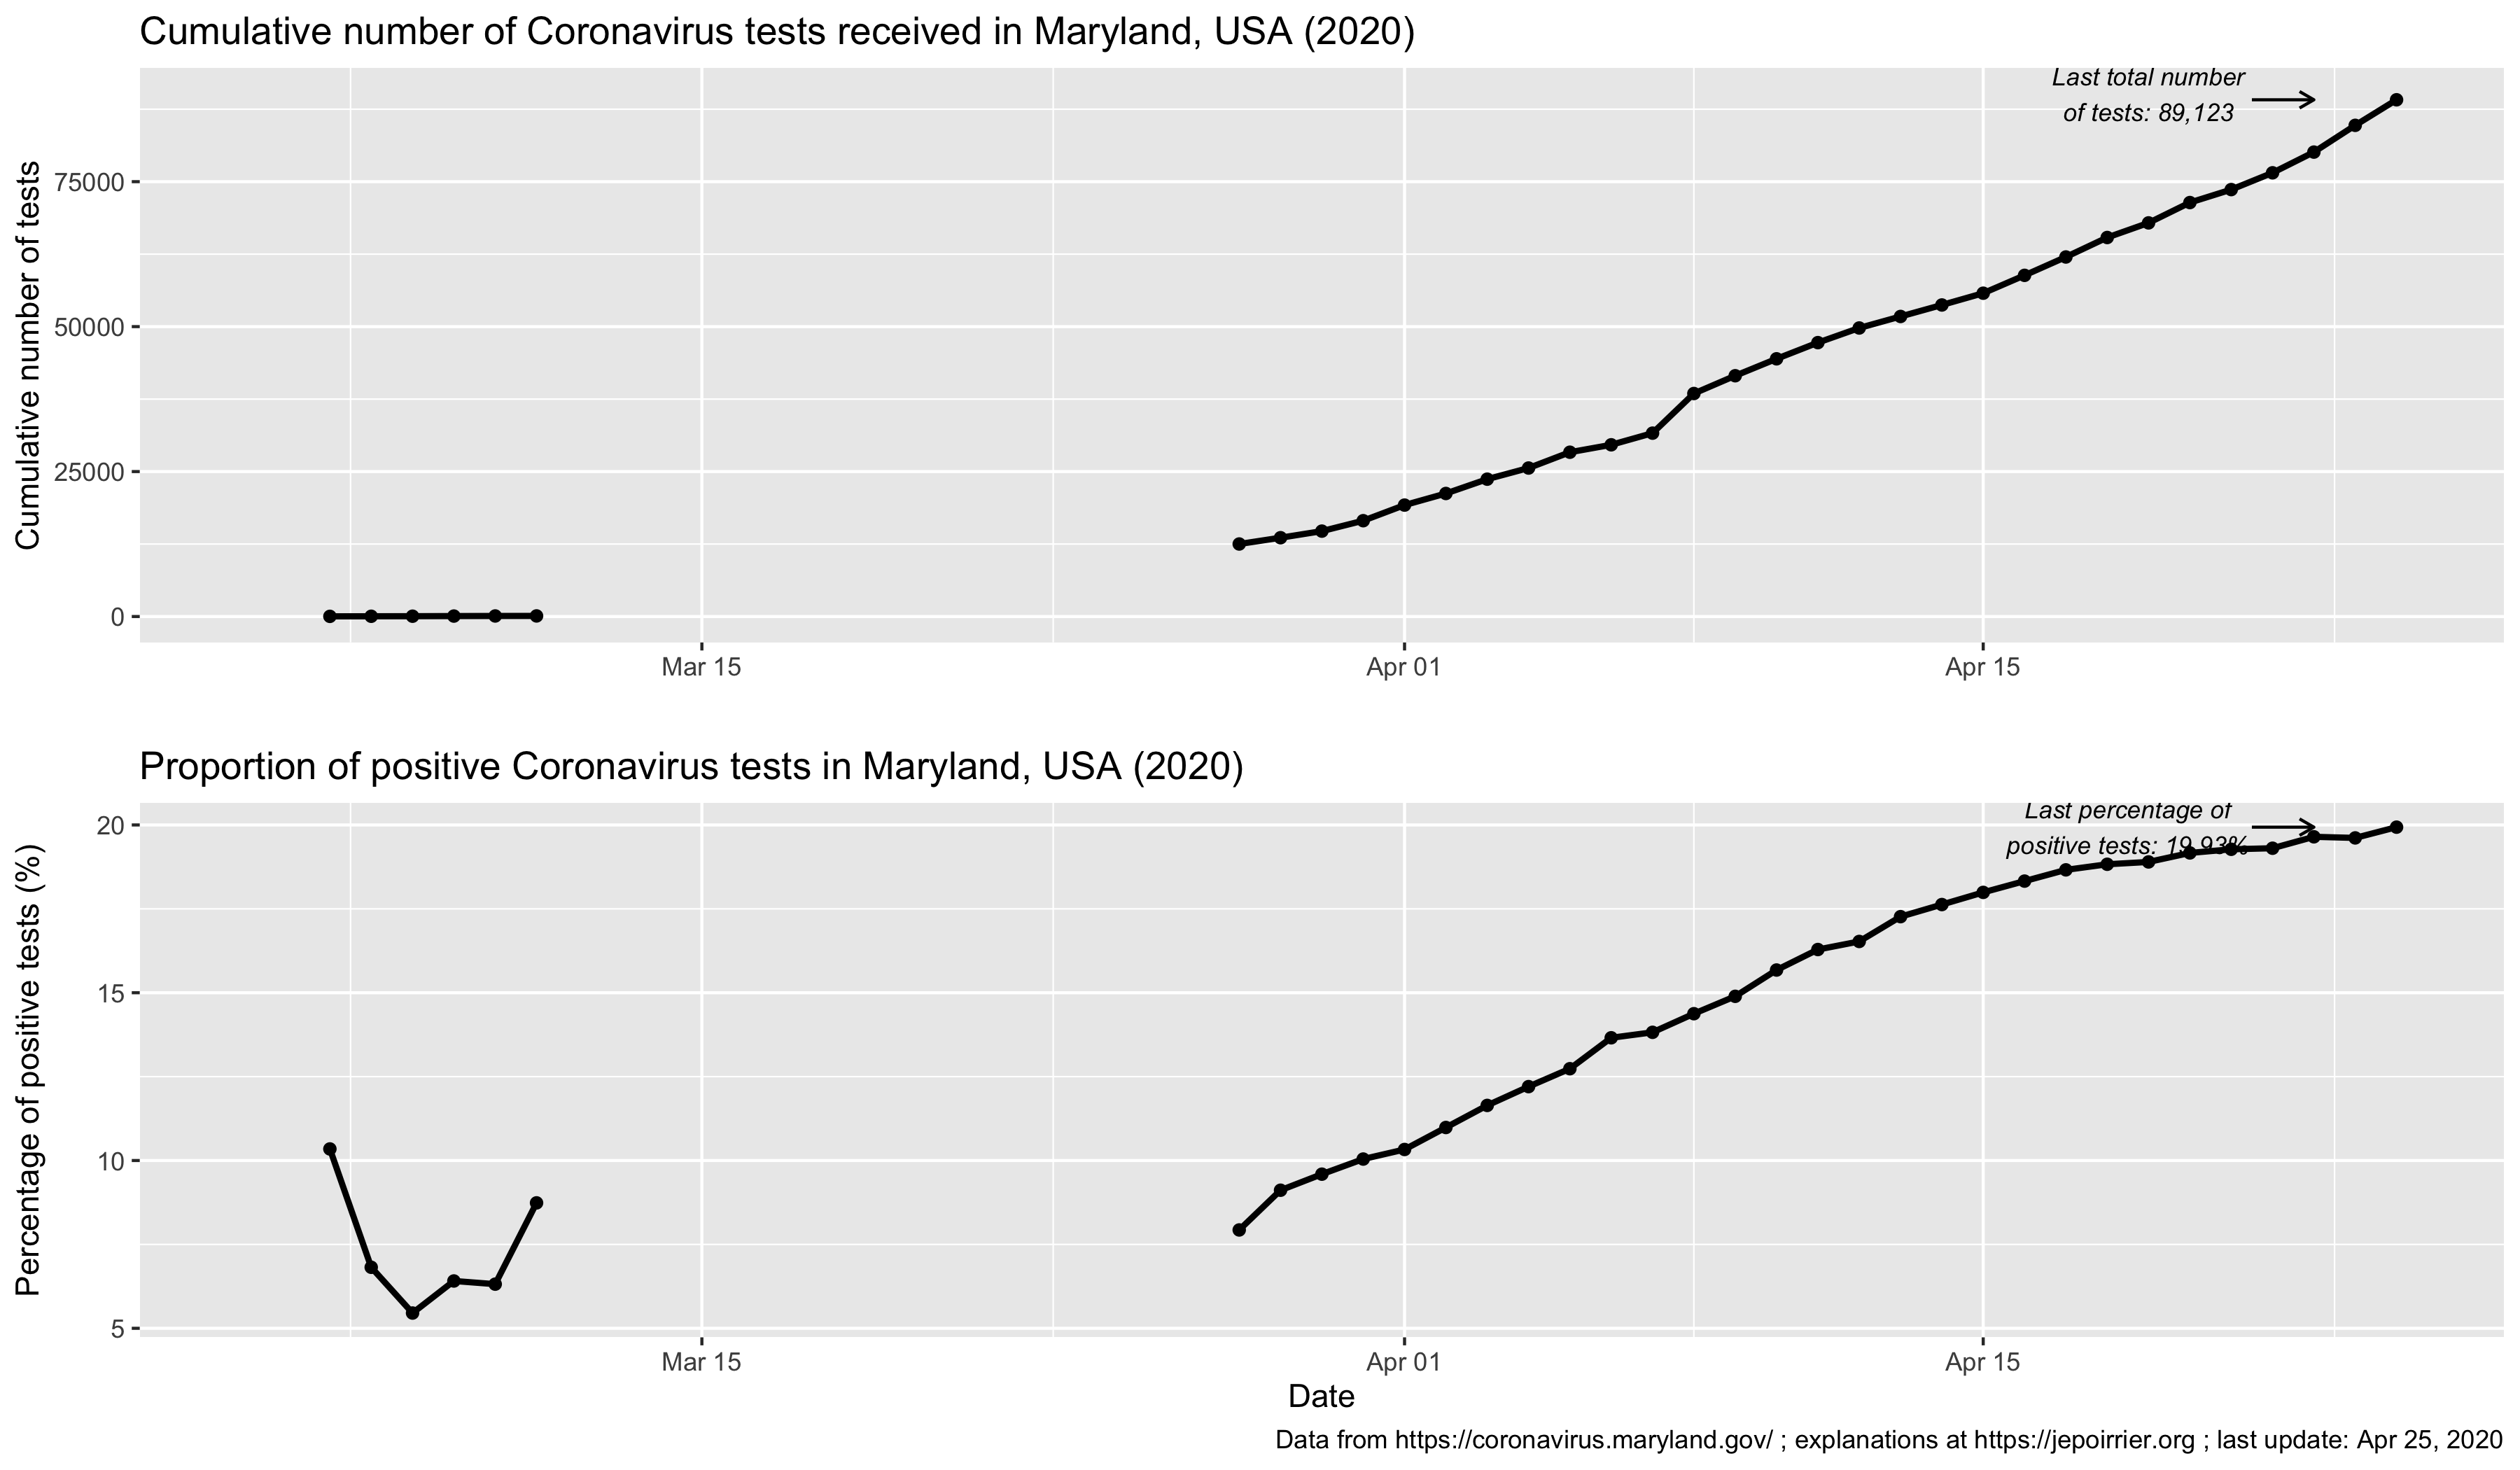 Cumulative number of Coronavirus tests received in Maryland, USA (2020)
Cumulative number of tests
75000
50000
25000
0
Last total number
of tests: 89,123
Mar 15
Apr 01
Apr 15
Proportion of positive Coronavirus tests in Maryland, USA (2020)
Percentage of positive tests (%)
20
15
10
5
Last percentage of
positive tests: 19.93%
Mar 15
Apr 01
Apr 15
Date
Data from https://coronavirus.maryland.gov/ ; explanations at https://jepoirrier.org ; last update: Apr 25, 2020